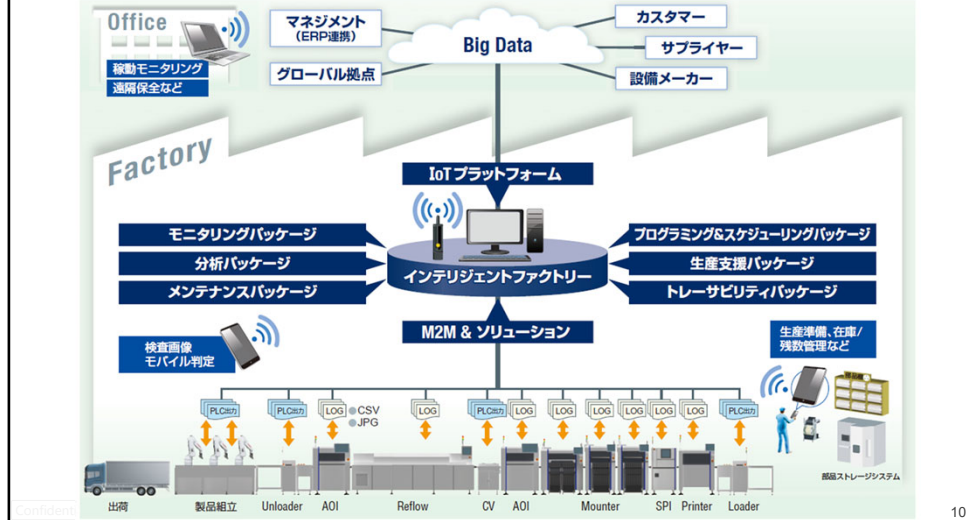 Office
稼動モニタリング
遠隔保全など
マネジメント
(ERP連携)
グローバル拠点
Big Data
カスタマー
サプライヤー
設備メーカー
Factory
IoTプラットフォーム
モニタリングパッケージ
分析パッケージ
メンテナンスパッケージ
インテリジェントファクトリー
プログラミング&スケジューリングパッケージ
生産支援パッケージ
トレーサビリティパッケージ
M2M & ソリューション
検査画像
モバイル判定
生産準備、在庫/
残数管理など
PLC出力
PLC出力
LOG
CSV
JPG
LOG
PLC出力
LOG
LOG
LOG
LOG
LOG
LOG
PLC出力
部品ストレージシステム
出荷
製品組立
Unloader
AOI
Reflow
CV
AOI
Mounter
SPI
Printer
Loader
10